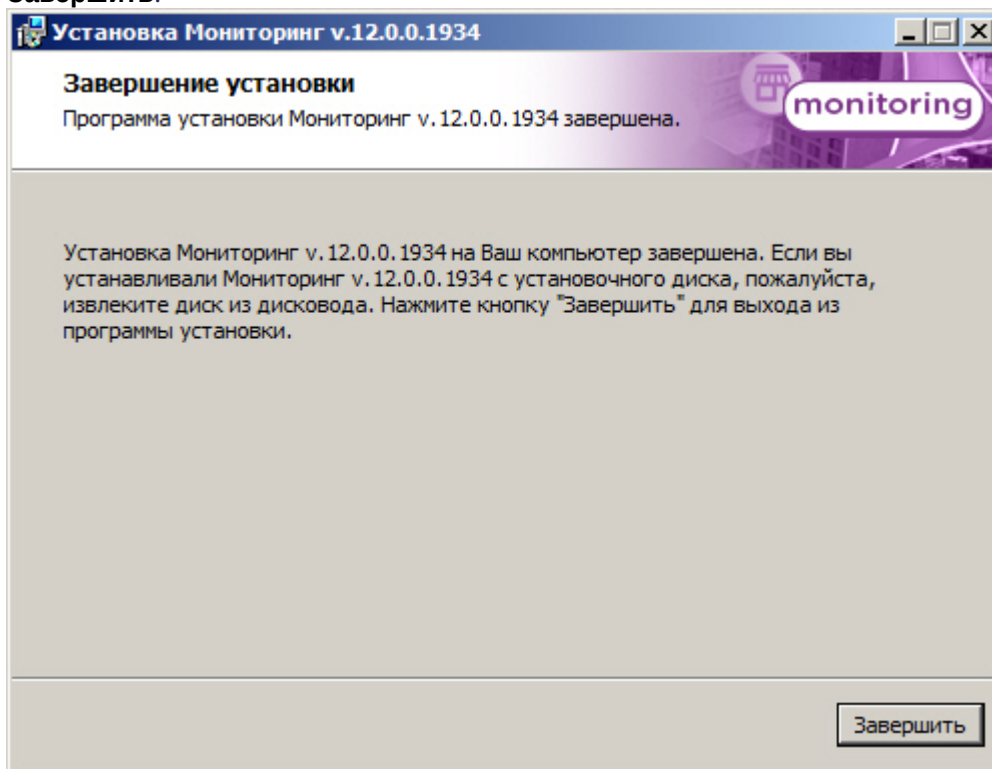 Завершить.
Установка Мониторинг v.12.0.0.1934
Завершение установки
Программа установки Мониторинг v.12.0.0.1934 завершена.
monitoring
Установка Мониторинг v.12.0.0.1934 на Ваш компьютер завершена. Если вы
устанавливали Мониторинг v.12.0.0.1934 с установочного диска, пожалуйста,
извлеките диск из дисковода. Нажмите кнопку "Завершить" для выхода из
программы установки.
Завершить